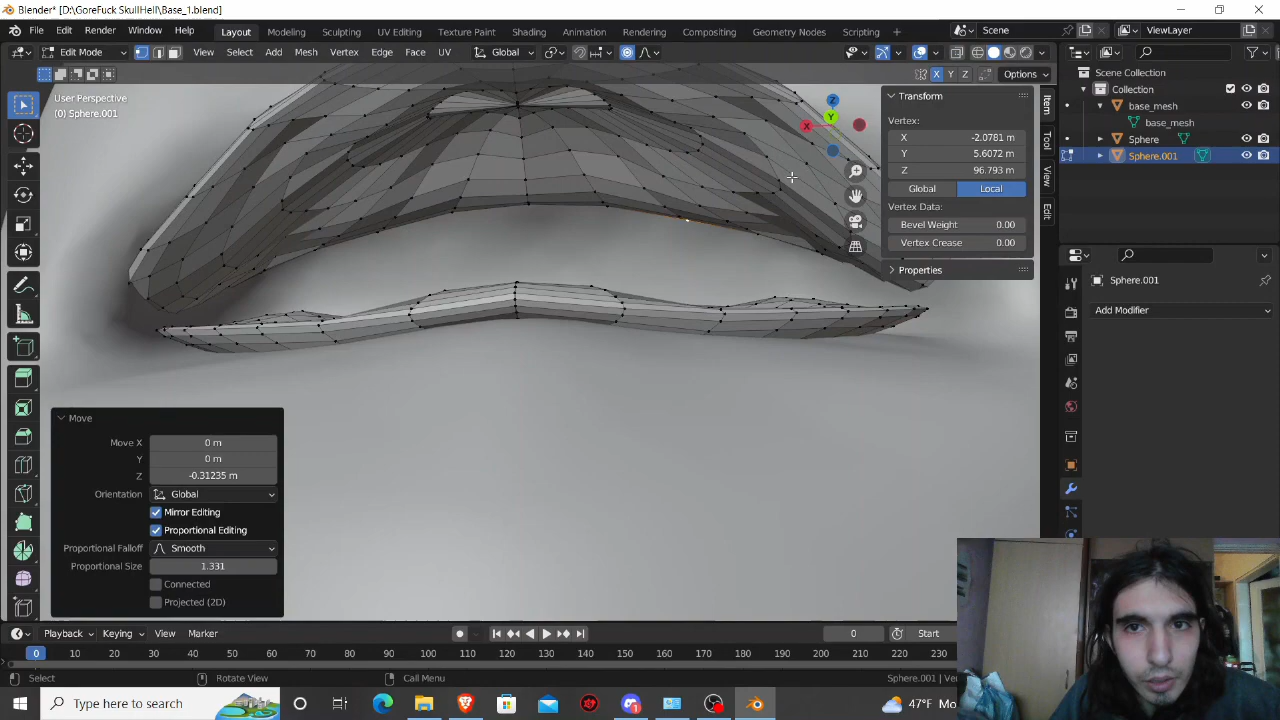 Blender* [D:\GoreFuck SkullHell\Base_1.blend]
File Edit Render Window Help Layout Modeling Sculpting UV Editing Texture Paint Shading Animation Rendering Compositing Geometry Nodes Scripting + Scene ViewLayer
Edit Mode View Select Add Mesh Vertex Edge Face UV Global
X Y Z Options
User Perspective
(0) Sphere.001
Z
Y
X
Transform
Vertex:
X -2.0781 m
Y 5.6072 m
Z 96.793 m
Global Local
Vertex Data:
Bevel Weight 0.00
Vertex Crease 0.00
Properties
Item
Tool
View
Edit
Scene Collection
Collection
base_mesh
base_mesh
Sphere
Sphere.001
Sphere.001
Add Modifier
Move
Move X 0 m
Y 0 m
Z -0.31235 m
Orientation Global
Mirror Editing
Proportional Editing
Proportional Falloff Smooth
Proportional Size 1.331
Connected
Projected (2D)
Playback Keying View Marker 0 Start
0 10 20 30 40 50 60 70 80 90 100 110 120 130 140 150 160 170 180 190 200 210 220 230
Select Rotate View Call Menu Sphere.001 | Ve
Type here to search 1 47°F Mo